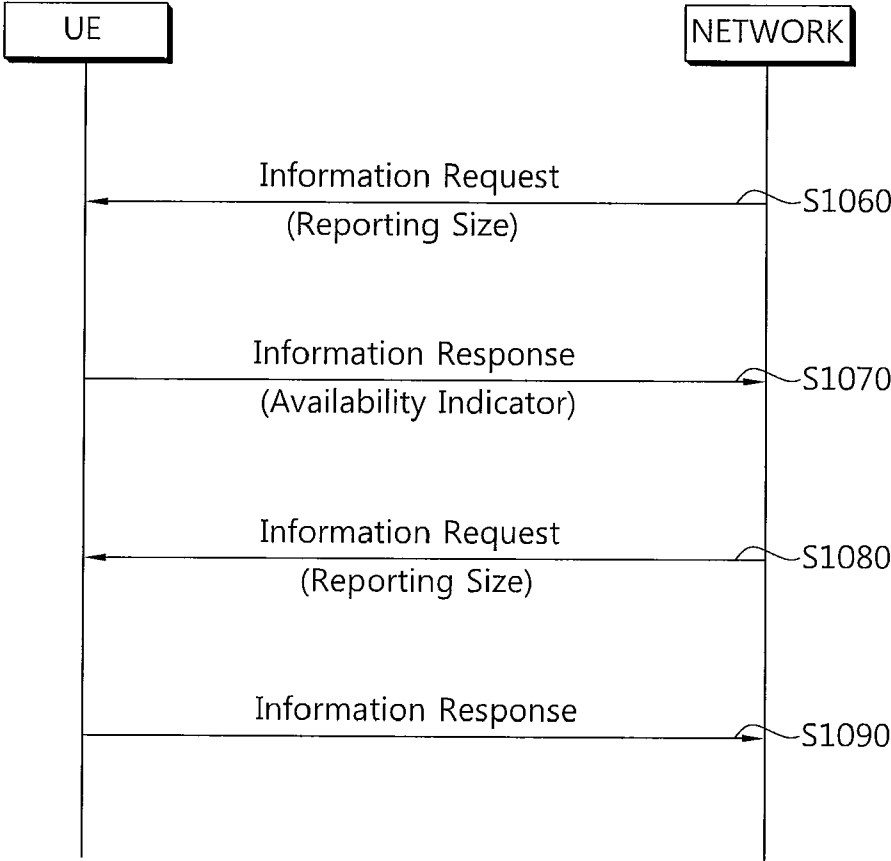 UE
NETWORK
Information Request
S1060
(Reporting Size)
Information Response
S1070
(Availability Indicator)
Information Request
S1080
(Reporting Size)
Information Response
S1090